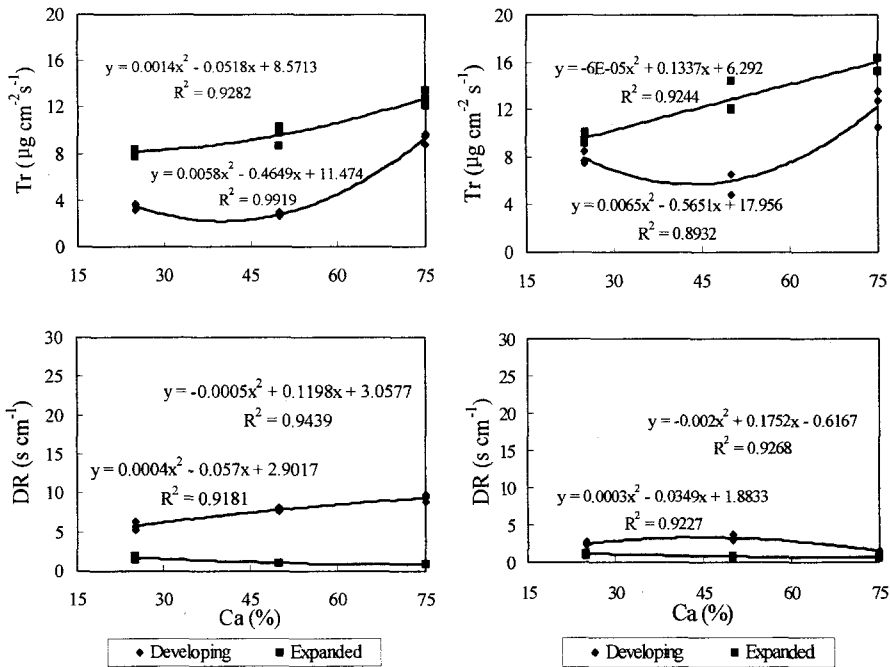 20
16
12
8
4
0
Tr ( µg cm⁻² s⁻¹)
y = 0.0014x² - 0.0518x + 8.5713
R² = 0.9282
y = 0.0058x² - 0.4649x + 11.474
R² = 0.9919
15 30 45 60 75
20
16
12
8
4
0
Tr (µg cm⁻² s⁻¹)
y = -6E-05x² + 0.1337x + 6.292
R² = 0.9244
y = 0.0065x² - 0.5651x + 17.956
R² = 0.8932
15 30 45 60 75
30
25
20
15
10
5
0
DR (s cm⁻¹)
y = -0.0005x² + 0.1198x + 3.0577
R² = 0.9439
y = 0.0004x² - 0.057x + 2.9017
R² = 0.9181
15 30 45 60 75
Ca (%)
Developing Expanded
30
25
20
15
10
5
0
DR (s cm⁻¹)
y = -0.002x² + 0.1752x - 0.6167
R² = 0.9268
y = 0.0003x² - 0.0349x + 1.8833
R² = 0.9227
15 30 45 60 75
Ca (%)
Developing Expanded